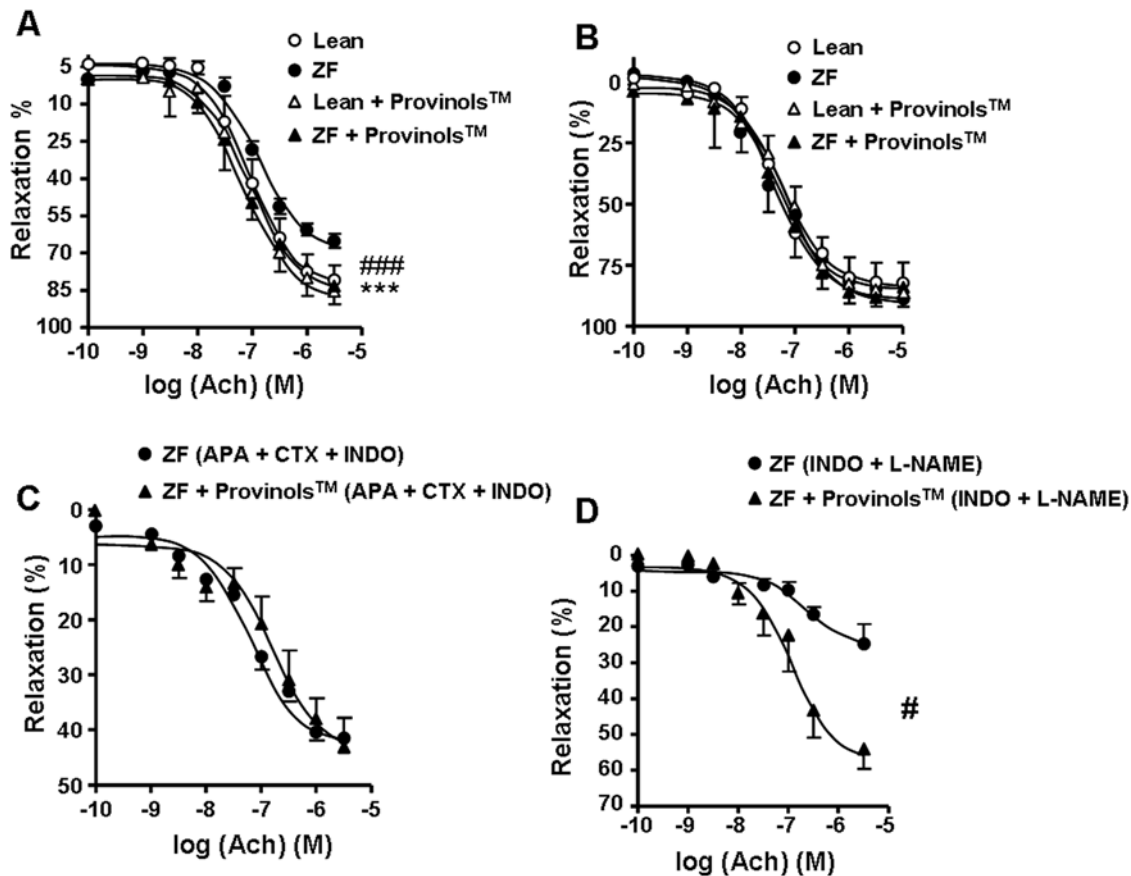 A
Lean
ZF
Lean + Provinols™
ZF + Provinols™
Relaxation %
5
10
25
40
55
70
85
100
###
***
-10 -9 -8 -7 -6 -5
log (Ach) (M)
B
Lean
ZF
Lean + Provinols™
ZF + Provinols™
Relaxation (%)
0
25
50
75
100
-10 -9 -8 -7 -6 -5
log (Ach) (M)
ZF (APA + CTX + INDO)
ZF + Provinols™ (APA + CTX + INDO)
C
Relaxation (%)
0
10
20
30
40
50
-10 -9 -8 -7 -6 -5
log (Ach) (M)
ZF (INDO + L-NAME)
ZF + Provinols™ (INDO + L-NAME)
D
Relaxation (%)
0
10
20
30
40
50
60
70
#
-10 -9 -8 -7 -6 -5
log (Ach) (M)